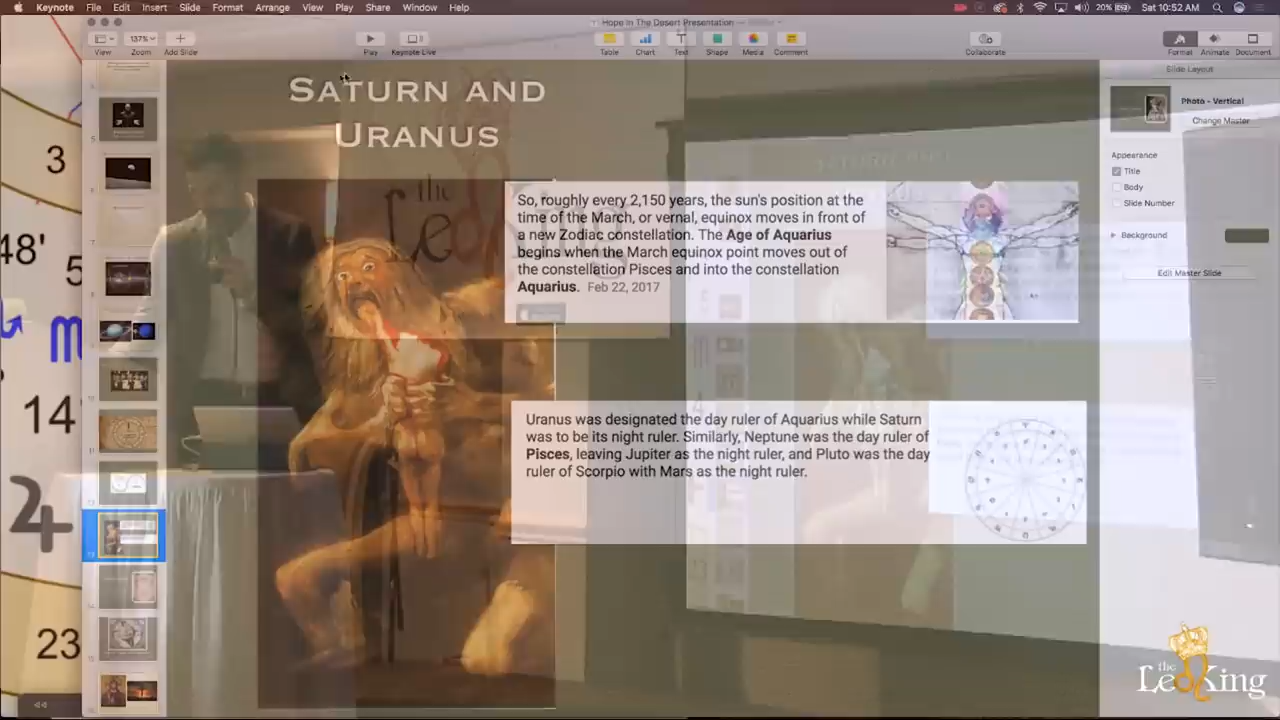 Keynote File Edit Insert Slide Format Arrange View Play Share Window Help
20% Sat 10:52 AM
Hope In The Desert Presentation
137%
View Zoom Add Slide Play Keynote Live Table Chart Text Shape Media Comment Collaborate Format Animate Document
Slide Layout
Photo - Vertical
Change Master
Appearance
Title
Body
Slide Number
Background
Edit Master Slide
SATURN AND
URANUS
the
Le
So, roughly every 2,150 years, the sun's position at the
time of the March, or vernal, equinox moves in front of
a new Zodiac constellation. The Age of Aquarius
begins when the March equinox point moves out of
the constellation Pisces and into the constellation
Aquarius. Feb 22, 2017
Uranus was designated the day ruler of Aquarius while Saturn
was to be its night ruler. Similarly, Neptune was the day ruler of
Pisces, leaving Jupiter as the night ruler, and Pluto was the day
ruler of Scorpio with Mars as the night ruler.
3
48'
5
14'
23
the
Leo King